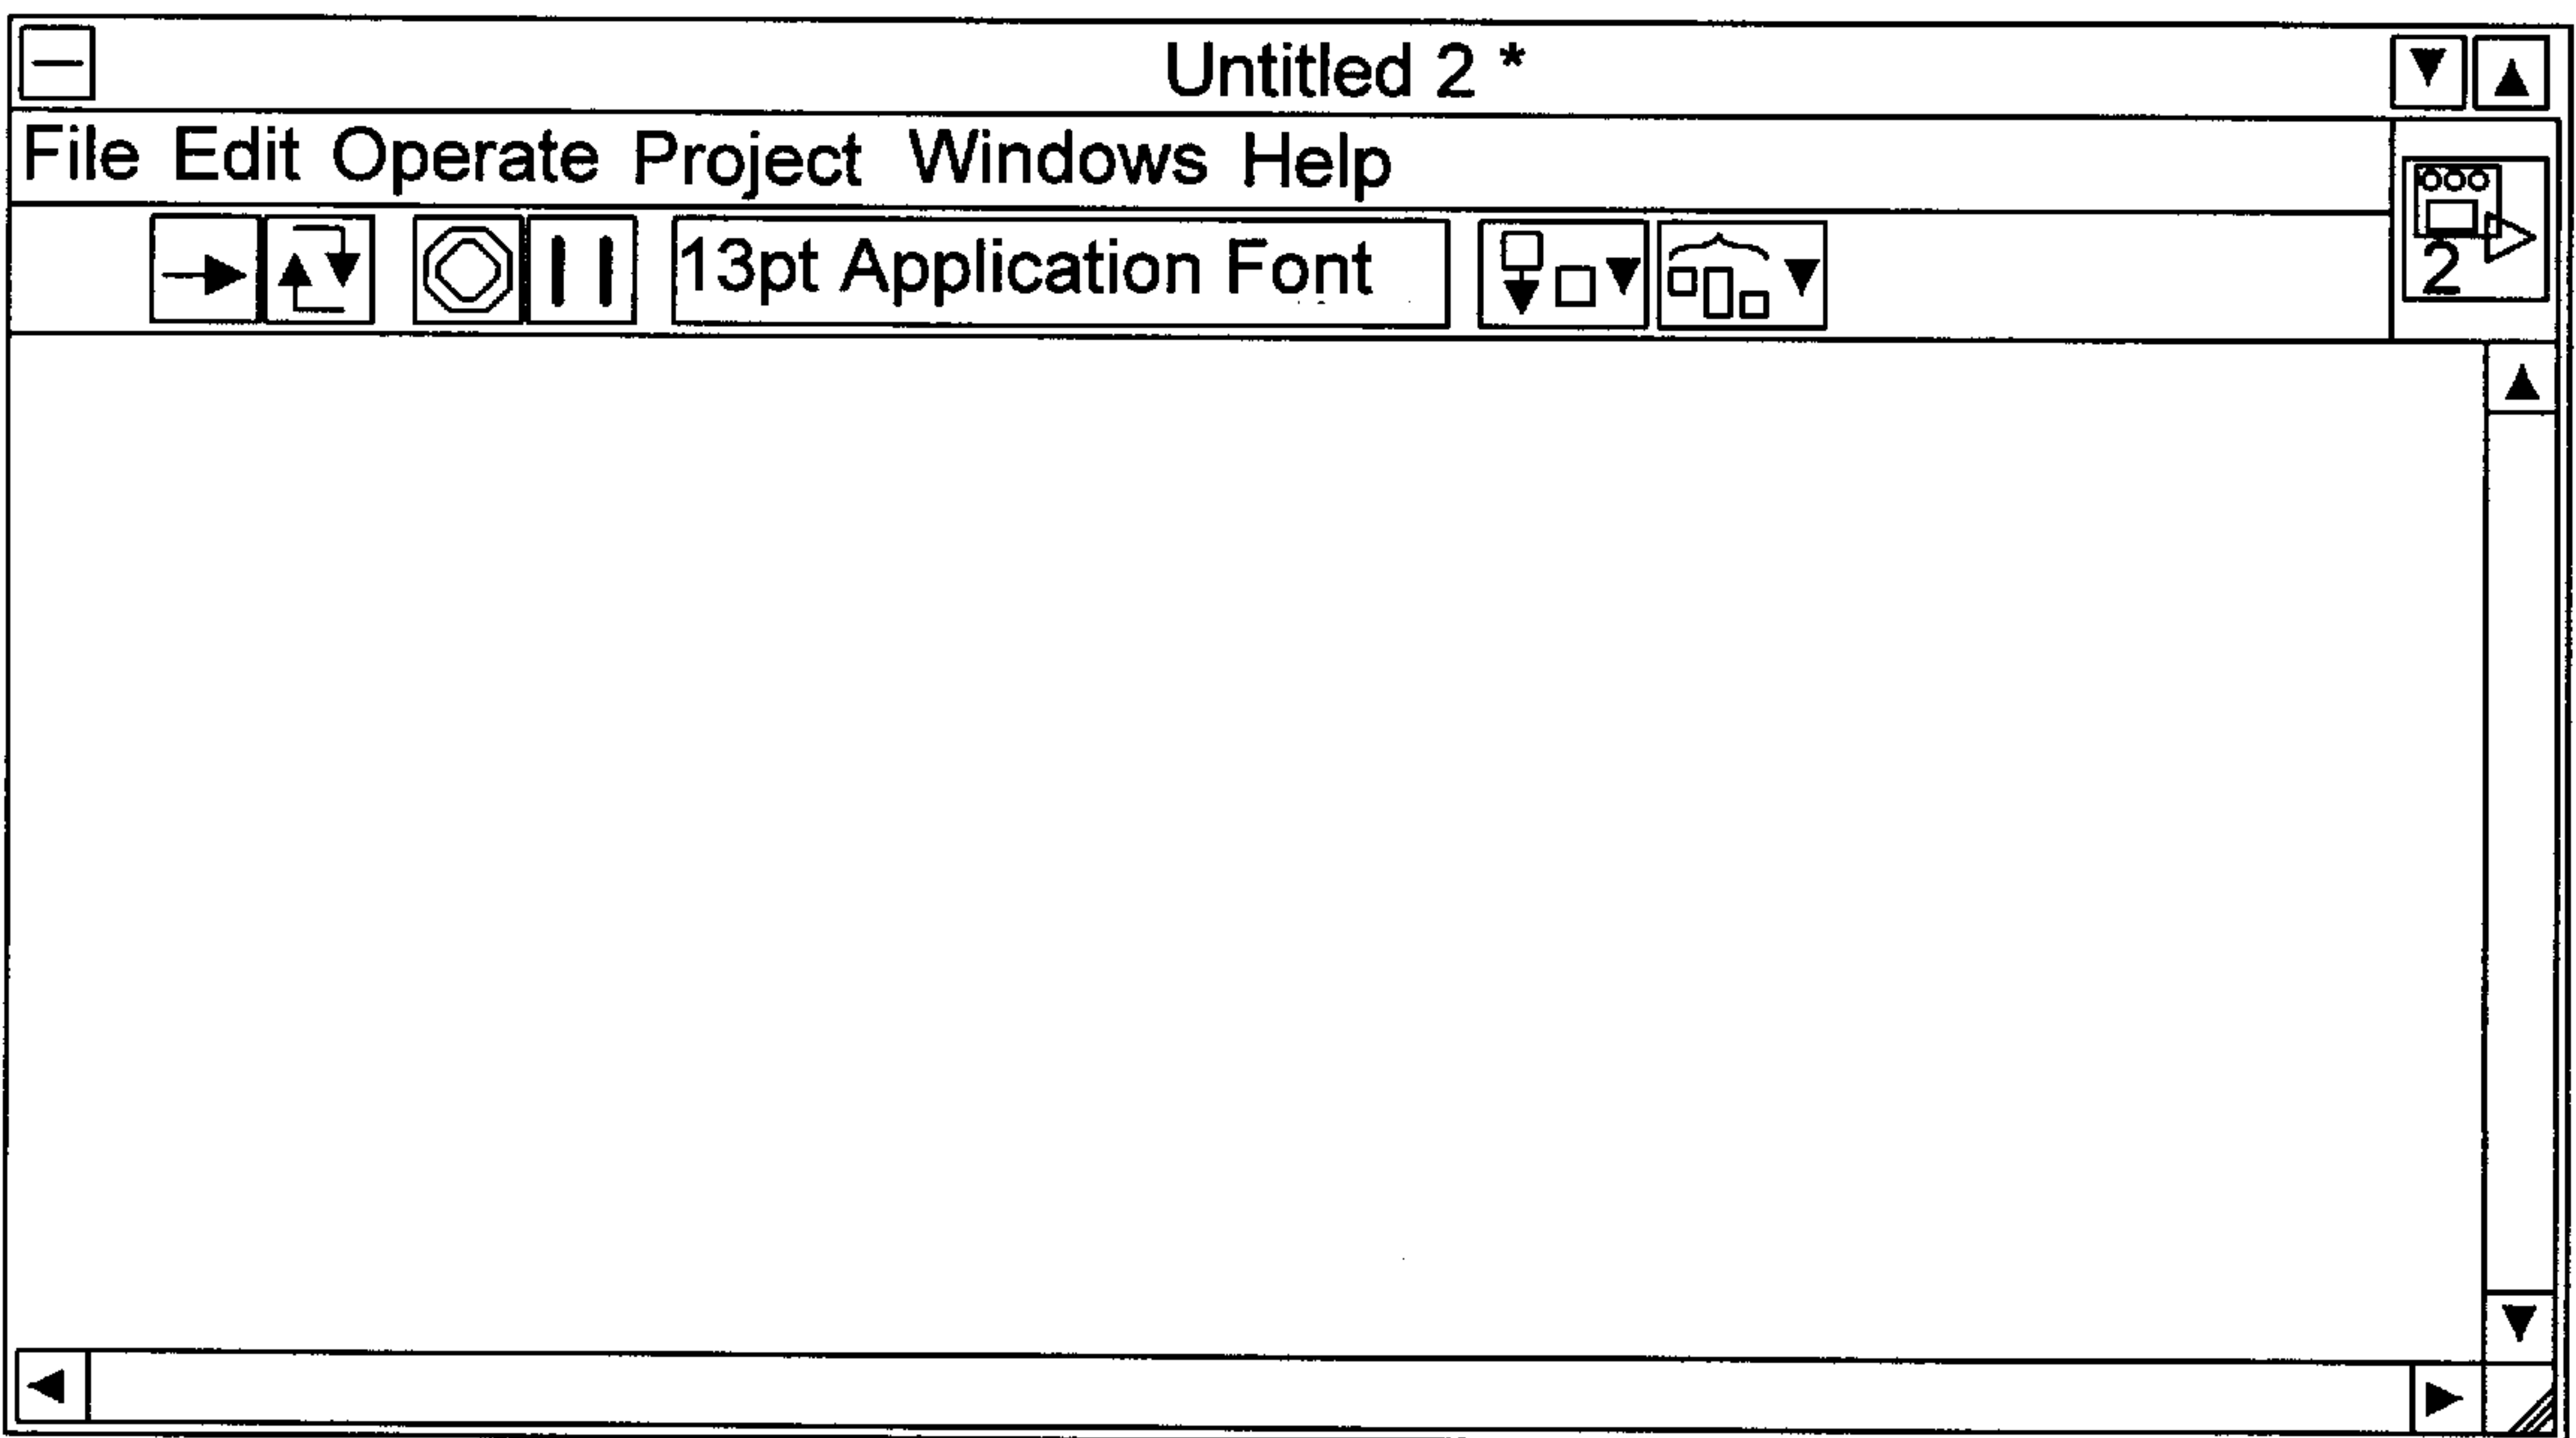 Untitled 2 *
File Edit Operate Project Windows Help
13pt Application Font
2